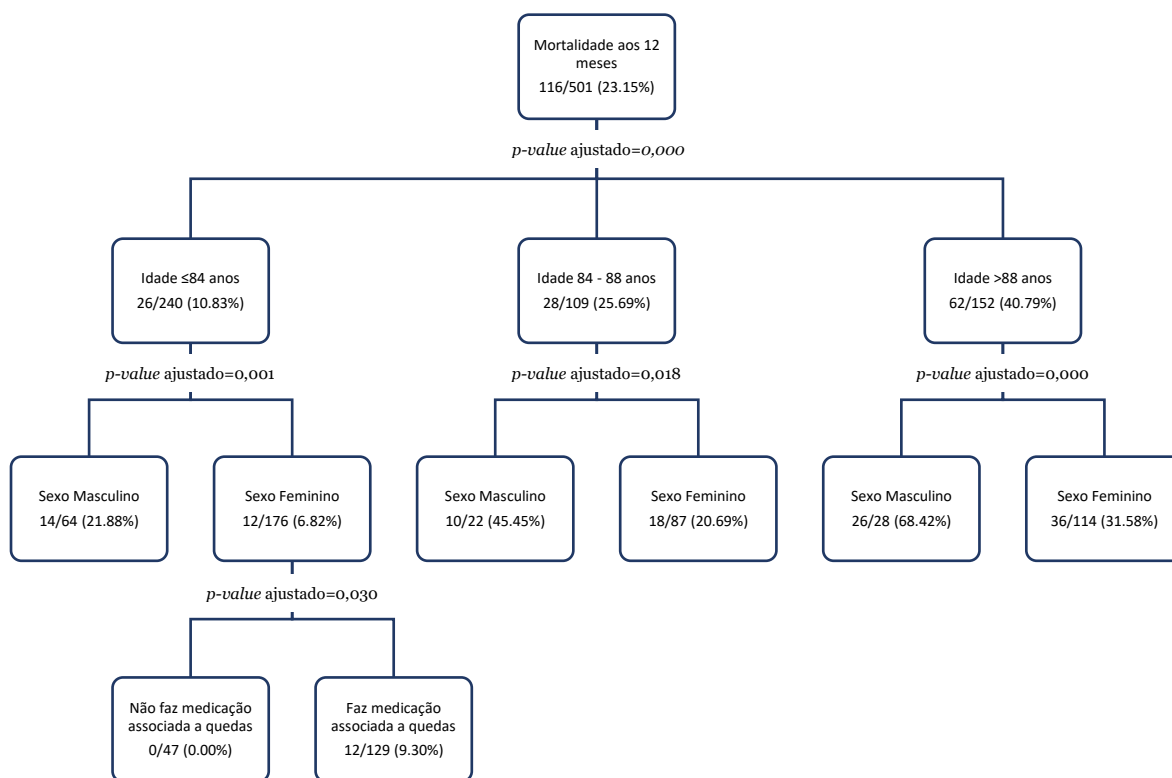 Mortalidade aos 12
meses
116/501 (23.15%)
p-value ajustado=0,000
Idade ≤84 anos
26/240 (10.83%)
Idade 84 - 88 anos
28/109 (25.69%)
Idade >88 anos
62/152 (40.79%)
p-value ajustado=0,001
p-value ajustado=0,018
p-value ajustado=0,000
Sexo Masculino
14/64 (21.88%)
Sexo Feminino
12/176 (6.82%)
Sexo Masculino
10/22 (45.45%)
Sexo Feminino
18/87 (20.69%)
Sexo Masculino
26/28 (68.42%)
Sexo Feminino
36/114 (31.58%)
p-value ajustado=0,030
Não faz medicação
associada a quedas
0/47 (0.00%)
Faz medicação
associada a quedas
12/129 (9.30%)